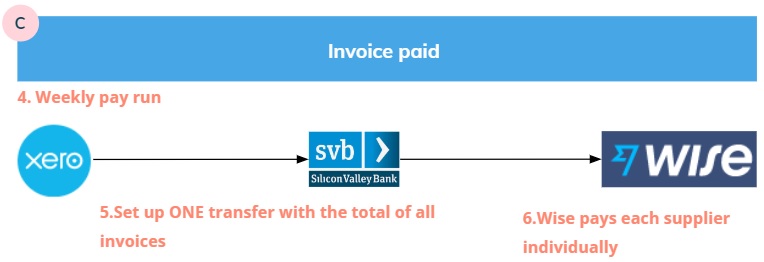 C
Invoice paid
4. Weekly pay run
xero
svb
Silicon Valley Bank
WISE
5.Set up ONE transfer with the total of all
invoices
6.Wise pays each supplier
individually